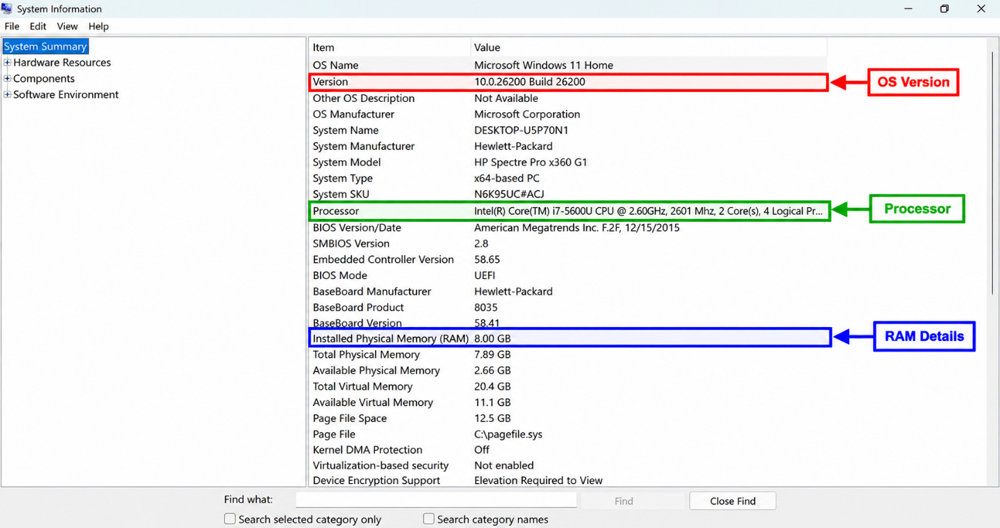 System Information
File Edit View Help
System Summary
Hardware Resources
Components
Software Environment
Item Value
OS Name Microsoft Windows 11 Home
Version 10.0.26200 Build 26200
OS Version
Other OS Description Not Available
OS Manufacturer Microsoft Corporation
System Name DESKTOP-U5P70N1
System Manufacturer Hewlett-Packard
System Model HP Spectre Pro x360 G1
System Type x64-based PC
System SKU N6K95UC#ACJ
Processor Intel(R) Core(TM) i7-5600U CPU @ 2.60GHz, 2601 Mhz, 2 Core(s), 4 Logical Pr...
Processor
BIOS Version/Date American Megatrends Inc. F.2F, 12/15/2015
SMBIOS Version 2.8
Embedded Controller Version 58.65
BIOS Mode UEFI
BaseBoard Manufacturer Hewlett-Packard
BaseBoard Product 8035
BaseBoard Version 58.41
Installed Physical Memory (RAM) 8.00 GB
RAM Details
Total Physical Memory 7.89 GB
Available Physical Memory 2.66 GB
Total Virtual Memory 20.4 GB
Available Virtual Memory 11.1 GB
Page File Space 12.5 GB
Page File C:\pagefile.sys
Kernel DMA Protection Off
Virtualization-based security Not enabled
Device Encryption Support Elevation Required to View
Find what: Find Close Find
Search selected category only Search category names